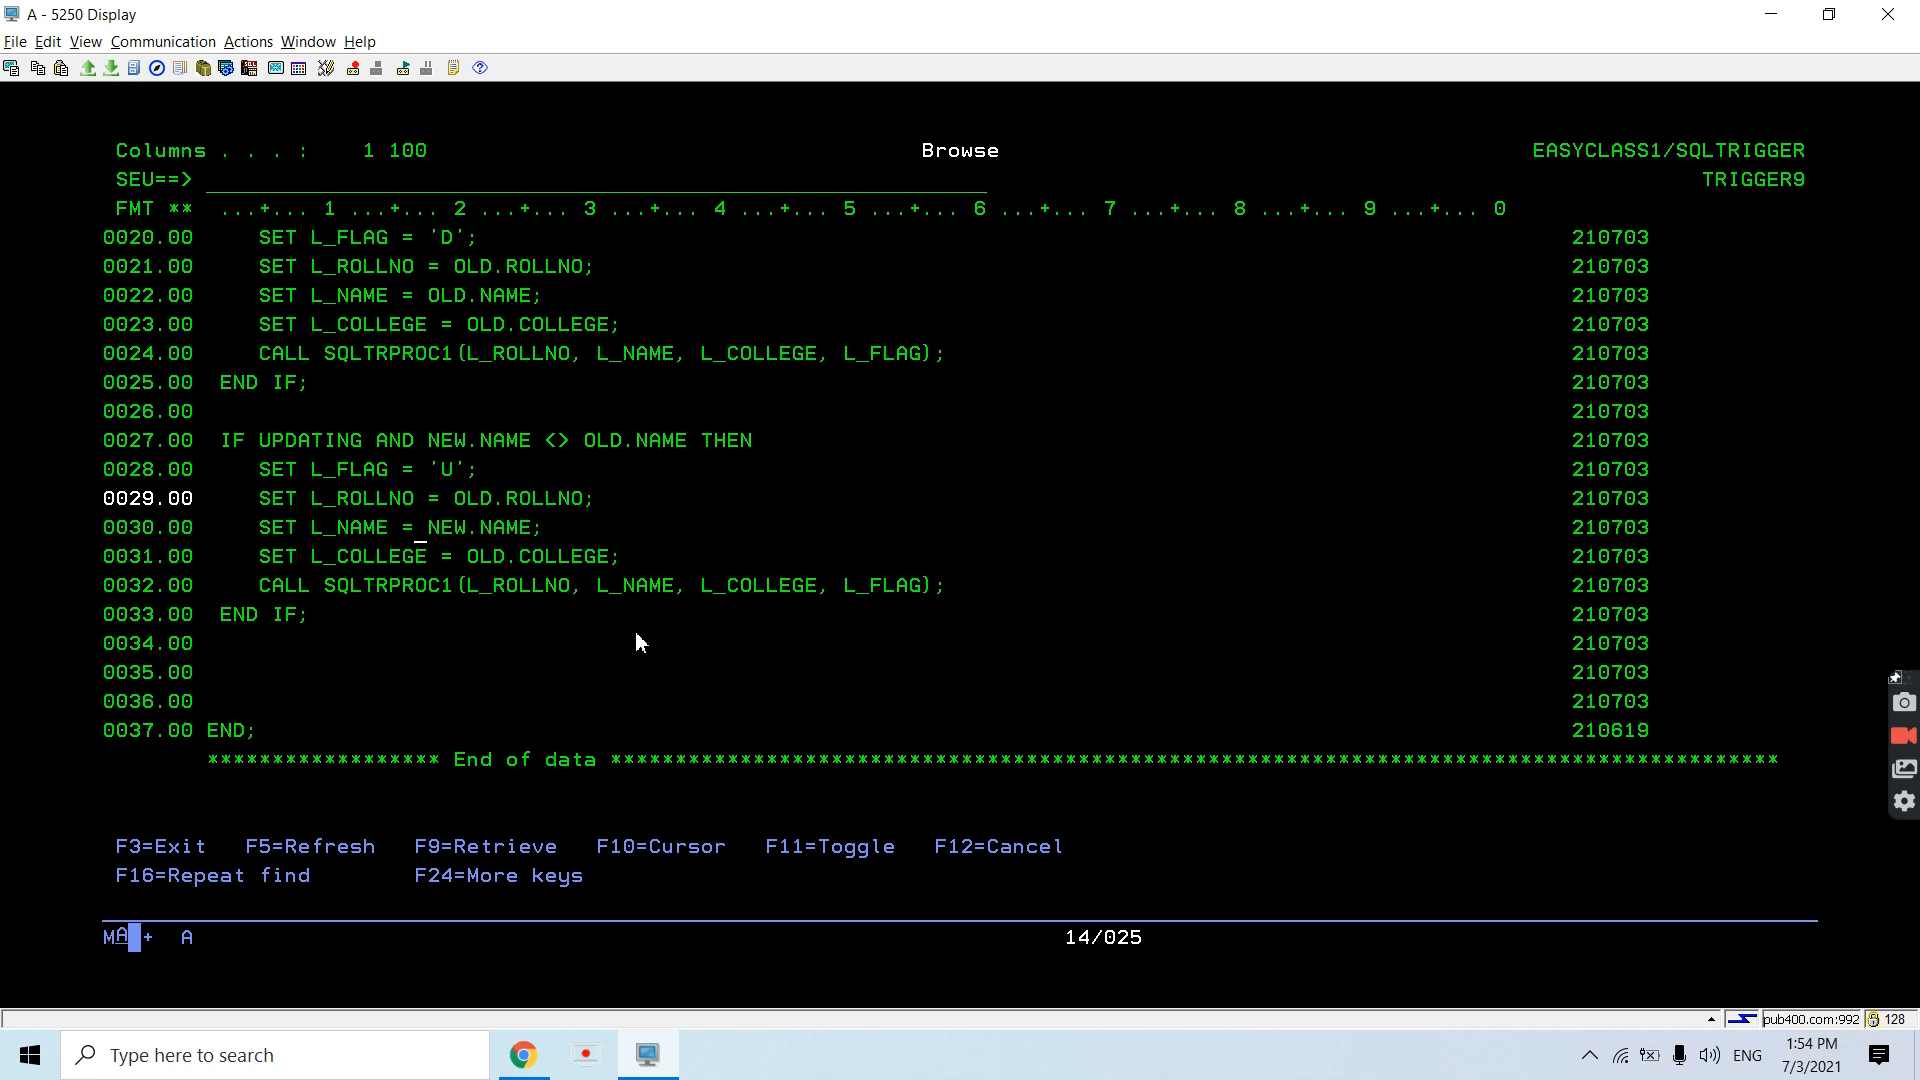 A - 5250 Display
File Edit View Communication Actions Window Help
Columns . . . :    1 100                    Browse                    EASYCLASS1/SQLTRIGGER
SEU==>                    TRIGGER9
FMT **  ...+... 1 ...+... 2 ...+... 3 ...+... 4 ...+... 5 ...+... 6 ...+... 7 ...+... 8 ...+... 9 ...+... 0
0020.00     SET L_FLAG = 'D';     210703
0021.00     SET L_ROLLNO = OLD.ROLLNO;     210703
0022.00     SET L_NAME = OLD.NAME;     210703
0023.00     SET L_COLLEGE = OLD.COLLEGE;     210703
0024.00     CALL SQLTRPROC1(L_ROLLNO, L_NAME, L_COLLEGE, L_FLAG);     210703
0025.00  END IF;     210703
0026.00     210703
0027.00  IF UPDATING AND NEW.NAME <> OLD.NAME THEN     210703
0028.00     SET L_FLAG = 'U';     210703
0029.00     SET L_ROLLNO = OLD.ROLLNO;     210703
0030.00     SET L_NAME = NEW.NAME;     210703
0031.00     SET L_COLLEGE = OLD.COLLEGE;     210703
0032.00     CALL SQLTRPROC1(L_ROLLNO, L_NAME, L_COLLEGE, L_FLAG);     210703
0033.00  END IF;     210703
0034.00     210703
0035.00     210703
0036.00     210703
0037.00 END;     210619
****************** End of data ******************************************************************************************
F3=Exit   F5=Refresh   F9=Retrieve   F10=Cursor   F11=Toggle   F12=Cancel
F16=Repeat find        F24=More keys
MA + A     14/025
pub400.com:992 128
Type here to search
ENG
1:54 PM
7/3/2021